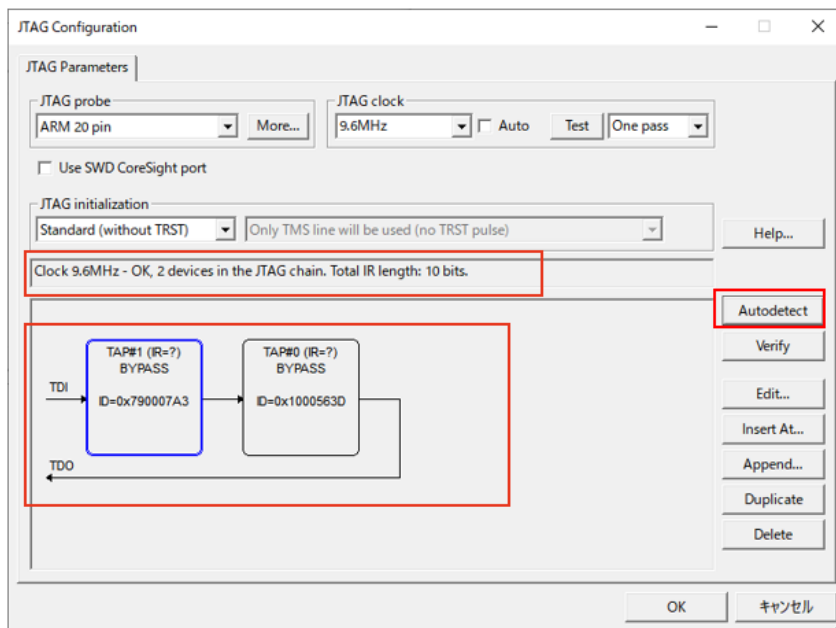 JTAG Configuration
JTAG Parameters
JTAG probe
ARM 20 pin
More...
JTAG clock
9.6MHz
Auto
Test
One pass
Use SWD CoreSight port
JTAG initialization
Standard (without TRST)
Only TMS line will be used (no TRST pulse)
Help...
Clock 9.6MHz - OK, 2 devices in the JTAG chain. Total IR length: 10 bits.
Autodetect
Verify
Edit...
Insert At...
Append...
Duplicate
Delete
TDI
TAP#1 (IR=?)
BYPASS
ID=0x790007A3
TAP#0 (IR=?)
BYPASS
ID=0x1000563D
TDO
OK
キャンセル